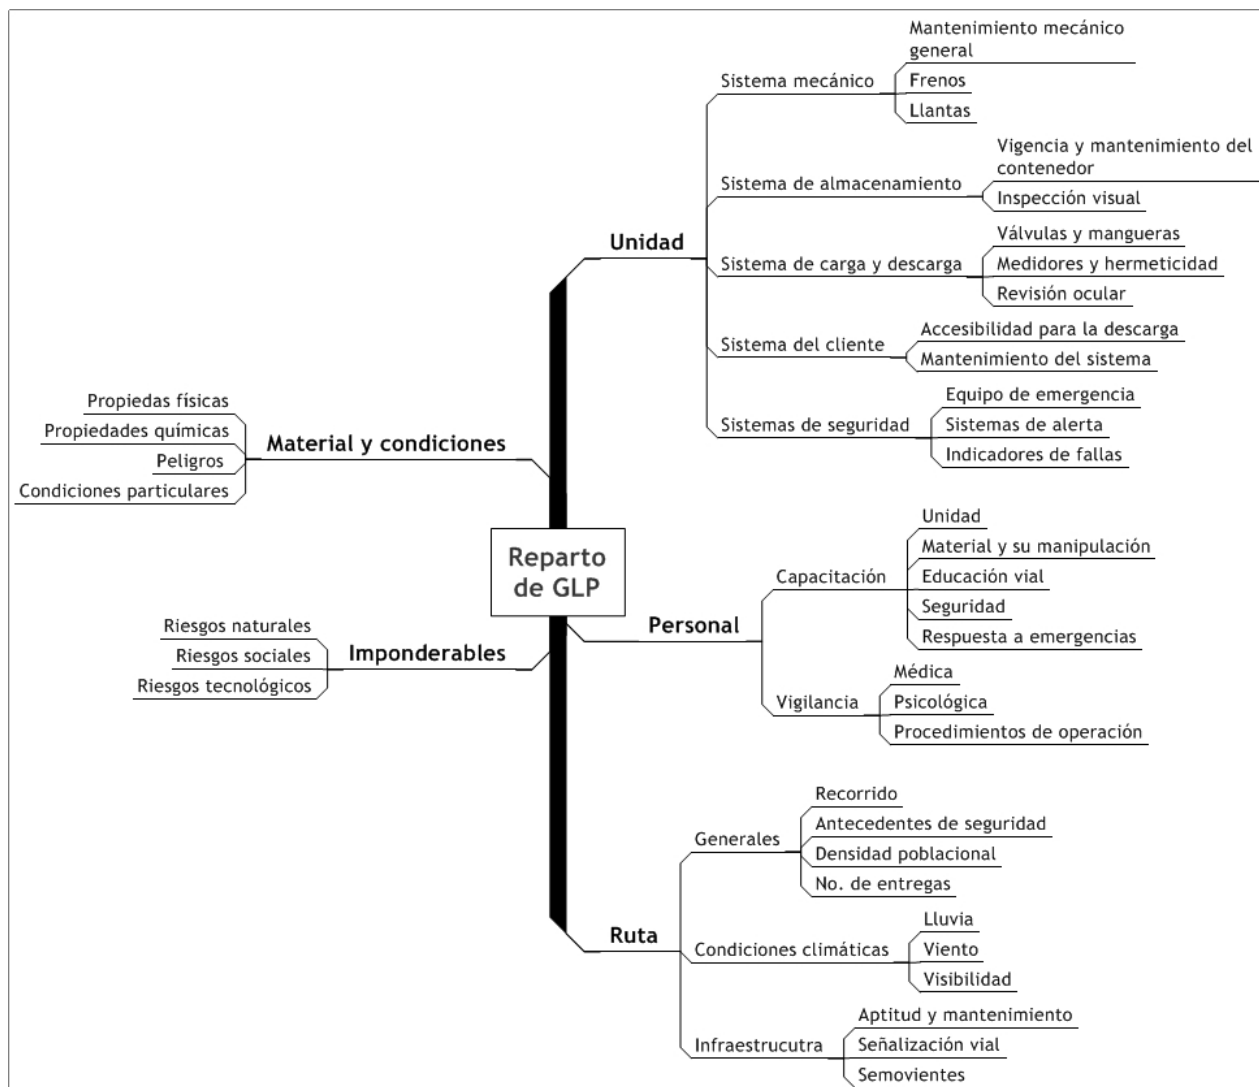 Mantenimiento mecánico
general
Sistema mecánico
Frenos
Llantas
Vigencia y mantenimiento del
contenedor
Sistema de almacenamiento
Inspección visual
Unidad
Válvulas y mangueras
Sistema de carga y descarga
Medidores y hermeticidad
Revisión ocular
Accesibilidad para la descarga
Sistema del cliente
Mantenimiento del sistema
Equipo de emergencia
Sistemas de seguridad
Sistemas de alerta
Indicadores de fallas
Propiedas físicas
Propiedades químicas
Material y condiciones
Peligros
Condiciones particulares
Reparto
de GLP
Unidad
Material y su manipulación
Capacitación
Educación vial
Seguridad
Respuesta a emergencias
Personal
Médica
Vigilancia
Psicológica
Procedimientos de operación
Riesgos naturales
Imponderables
Riesgos sociales
Riesgos tecnológicos
Recorrido
Generales
Antecedentes de seguridad
Densidad poblacional
No. de entregas
Ruta
Lluvia
Condiciones climáticas
Viento
Visibilidad
Aptitud y mantenimiento
Infraestrucutra
Señalización vial
Semovientes